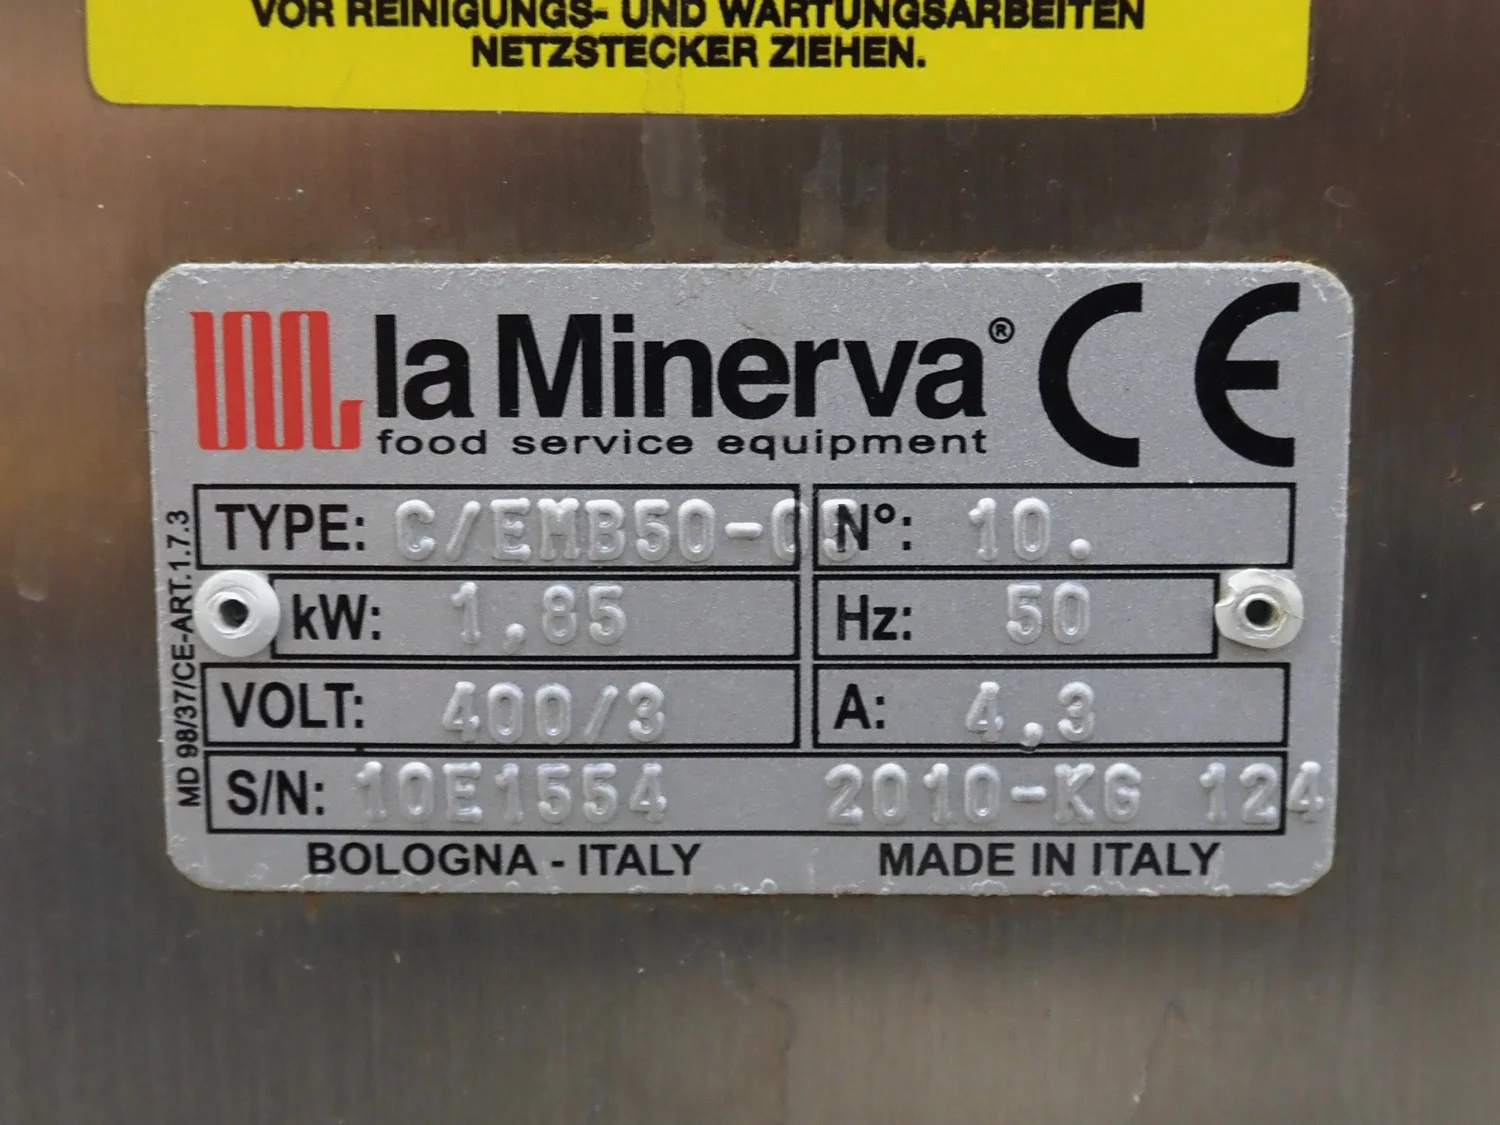 VOR REINIGUNGS- UND WARTUNGSARBEITEN
NETZSTECKER ZIEHEN.
la Minerva®
food service equipment
CE
TYPE: C/EMB50-
N°: 10.
kW: 1,85
Hz: 50
VOLT: 400/3
A: 4,3
S/N: 10E1554 2010-KG 124
BOLOGNA - ITALY
MADE IN ITALY
MD 98/37/CE-ART.1.7.3